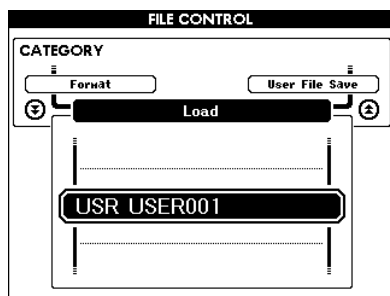 FILE CONTROL
CATEGORY
Format
User File Save
Load
USR USER001